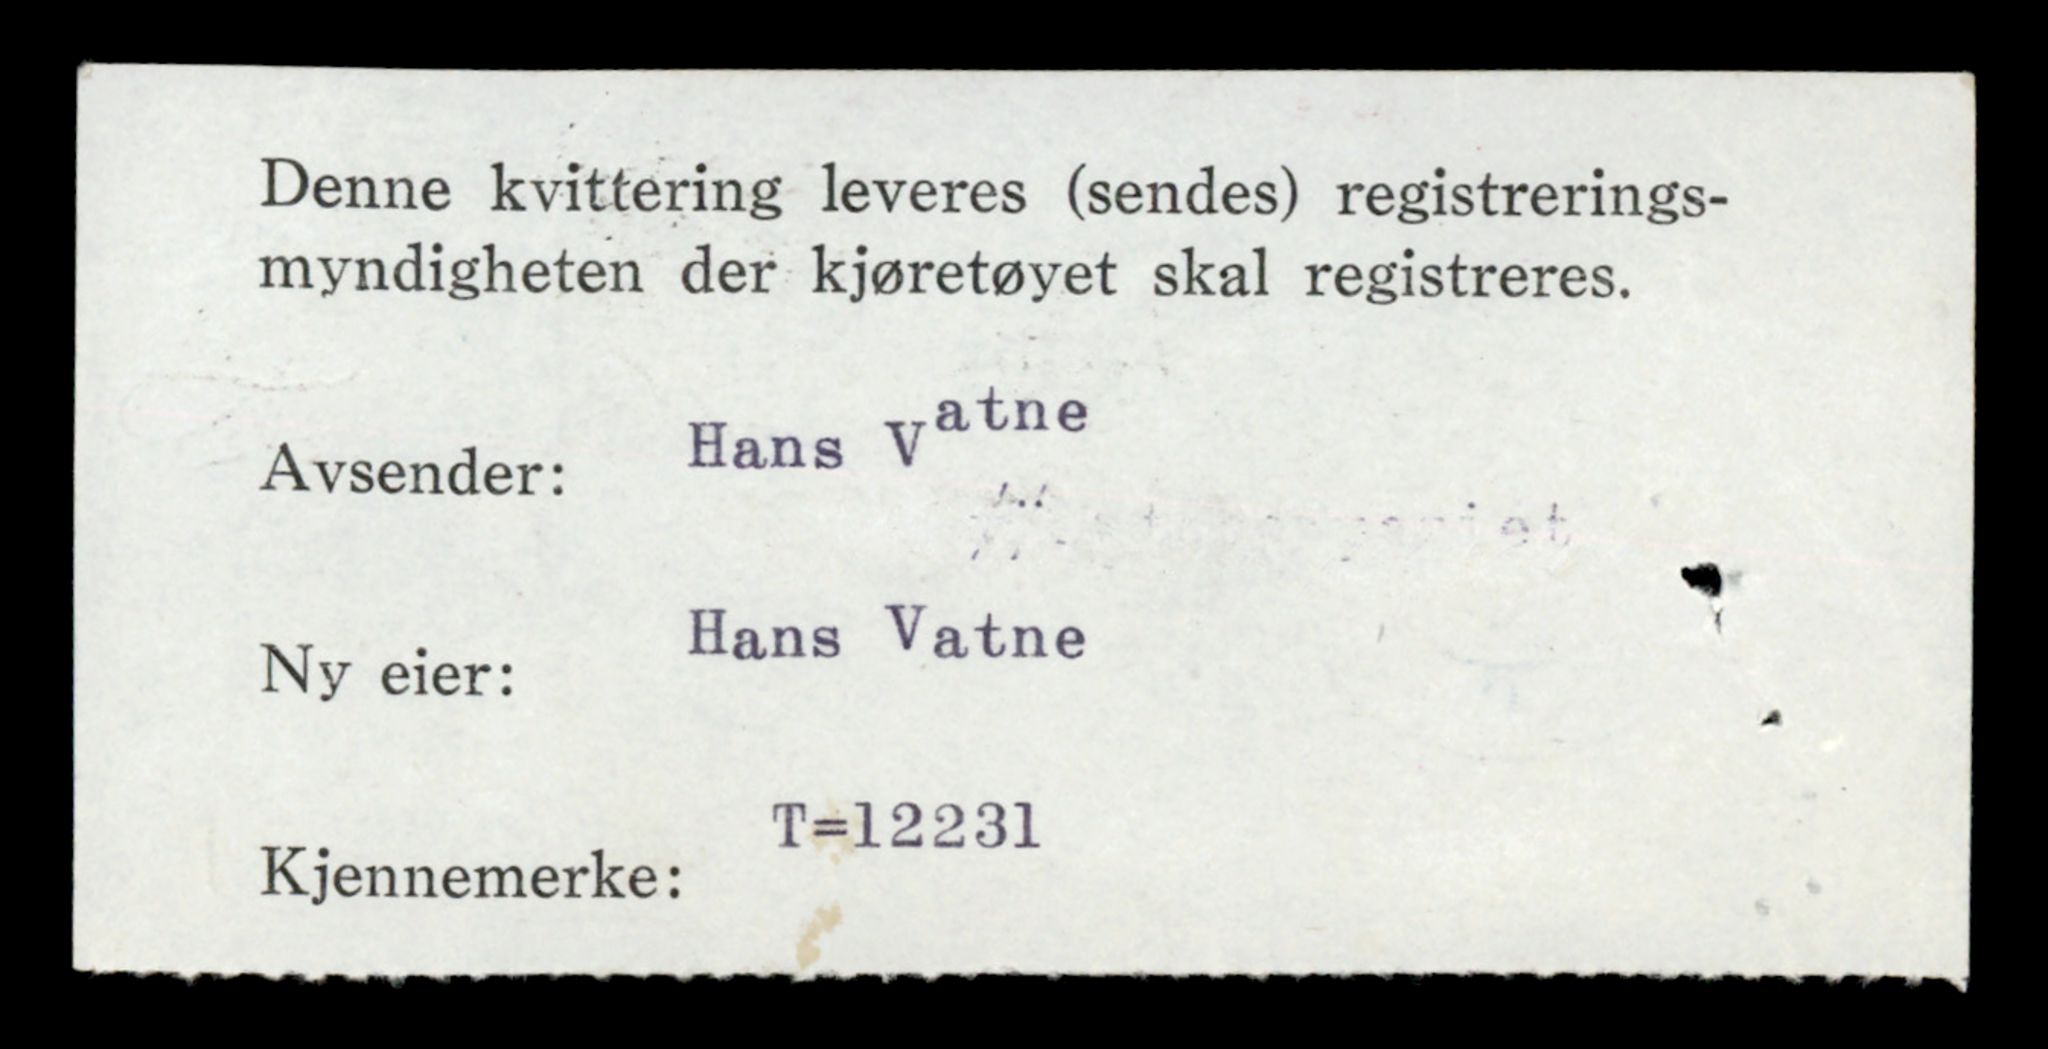 Denne kvittering leveres (sendes) registrerings-
myndigheten der kjøretøyet skal registreres.
Avsender: Hans Vatne
Ny eier: Hans Vatne
Kjennemerke: T=12231